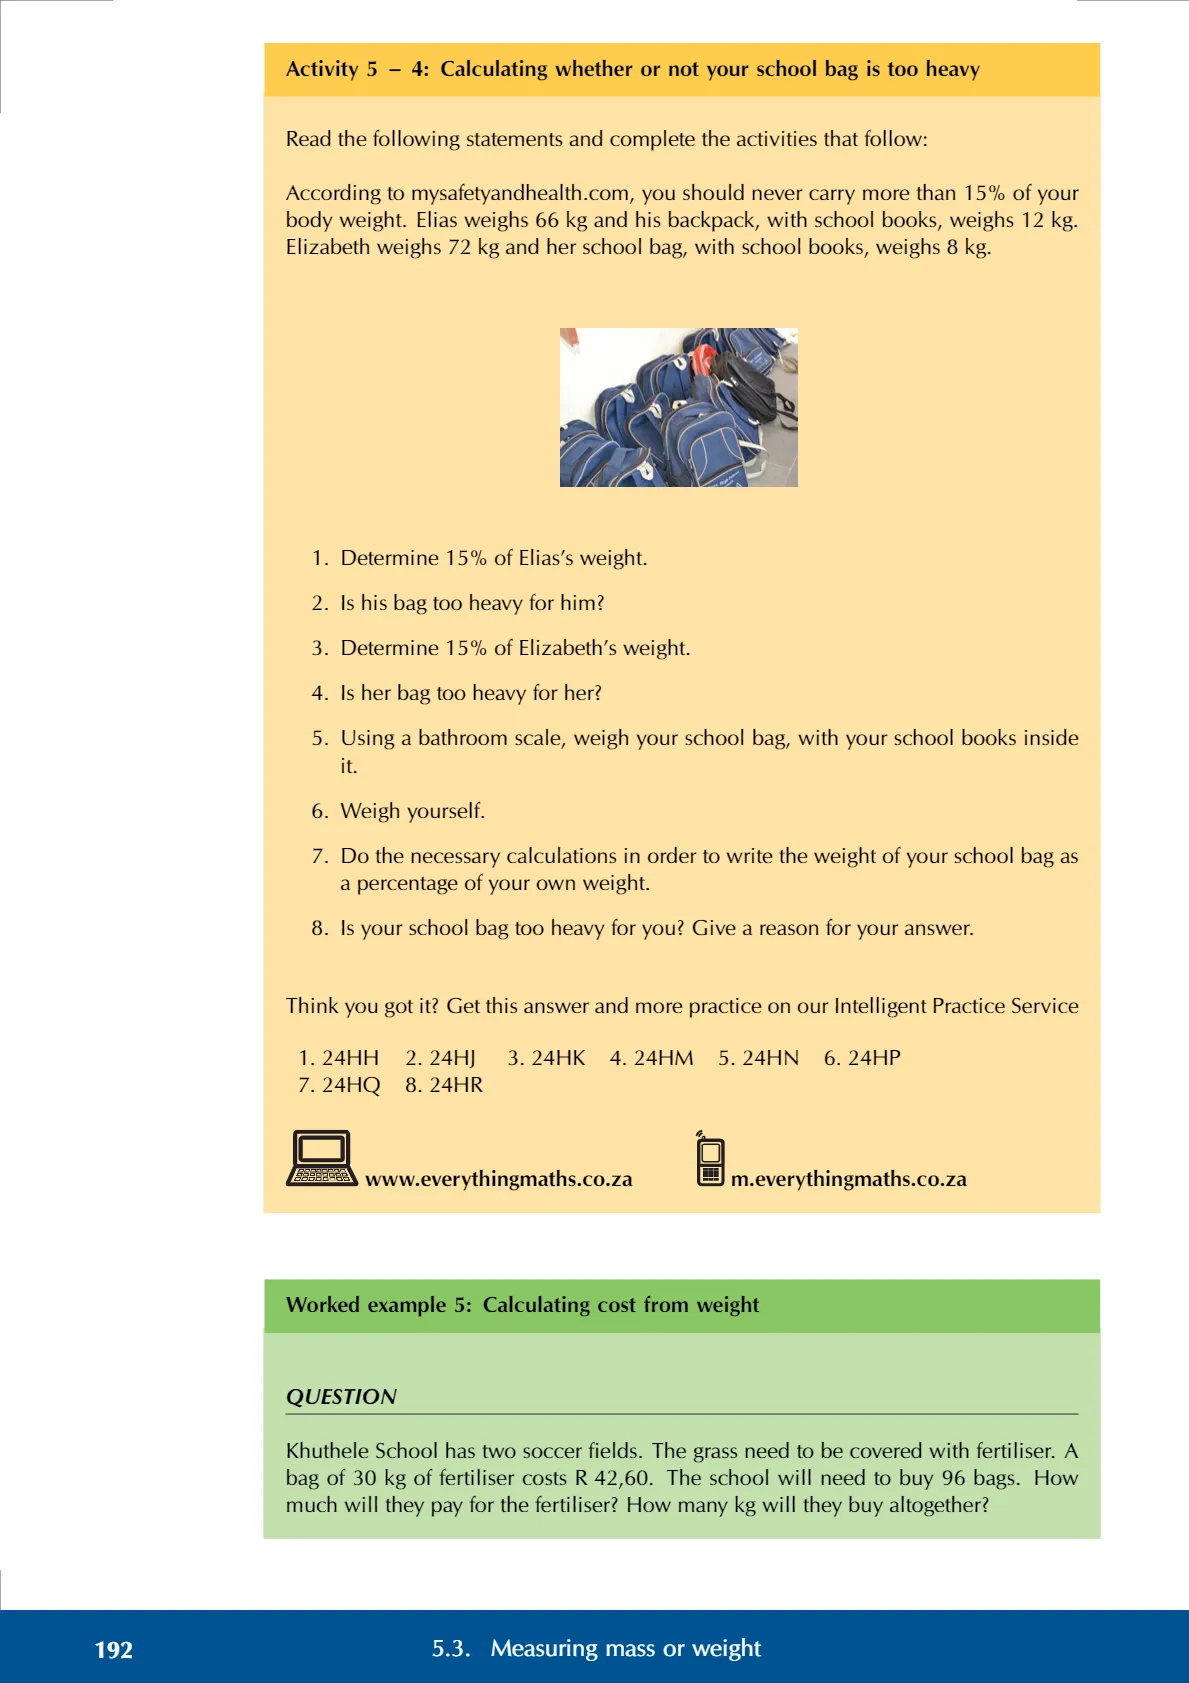 Activity 5 – 4: Calculating whether or not your school bag is too heavy
Read the following statements and complete the activities that follow:
According to mysafetyandhealth.com, you should never carry more than 15% of your
body weight. Elias weighs 66 kg and his backpack, with school books, weighs 12 kg.
Elizabeth weighs 72 kg and her school bag, with school books, weighs 8 kg.
1. Determine 15% of Elias’s weight.
2. Is his bag too heavy for him?
3. Determine 15% of Elizabeth’s weight.
4. Is her bag too heavy for her?
5. Using a bathroom scale, weigh your school bag, with your school books inside
it.
6. Weigh yourself.
7. Do the necessary calculations in order to write the weight of your school bag as
a percentage of your own weight.
8. Is your school bag too heavy for you? Give a reason for your answer.
Think you got it? Get this answer and more practice on our Intelligent Practice Service
1. 24HH 2. 24HJ 3. 24HK 4. 24HM 5. 24HN 6. 24HP
7. 24HQ 8. 24HR
www.everythingmaths.co.za m.everythingmaths.co.za
Worked example 5: Calculating cost from weight
QUESTION
Khuthele School has two soccer fields. The grass need to be covered with fertiliser. A
bag of 30 kg of fertiliser costs R 42,60. The school will need to buy 96 bags. How
much will they pay for the fertiliser? How many kg will they buy altogether?
192 5.3. Measuring mass or weight